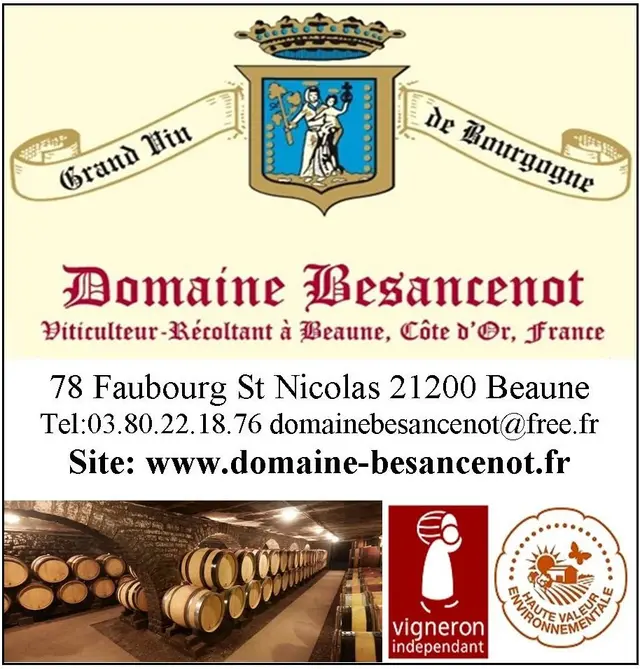 Grand Vin de Bourgogne
Domaine Besancenot
Viticulteur-Récoltant à Beaune, Côte d'Or, France
78 Faubourg St Nicolas 21200 Beaune
Tel:03.80.22.18.76 domainebesancenot@free.fr
Site: www.domaine-besancenot.fr
vigneron
indépendant
HAUTE VALEUR
ENVIRONNEMENTALE